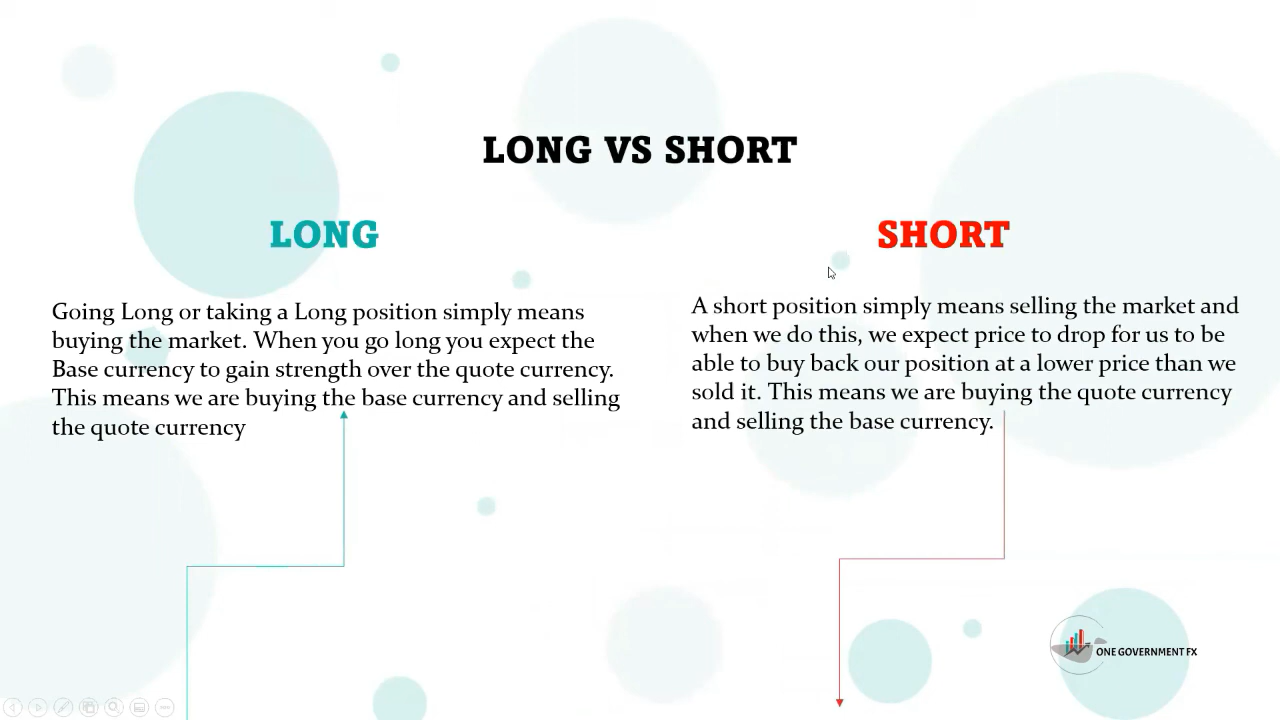 LONG VS SHORT
LONG
Going Long or taking a Long position simply means
buying the market. When you go long you expect the
Base currency to gain strength over the quote currency.
This means we are buying the base currency and selling
the quote currency
SHORT
A short position simply means selling the market and
when we do this, we expect price to drop for us to be
able to buy back our position at a lower price than we
sold it. This means we are buying the quote currency
and selling the base currency.
ONE GOVERNMENT FX